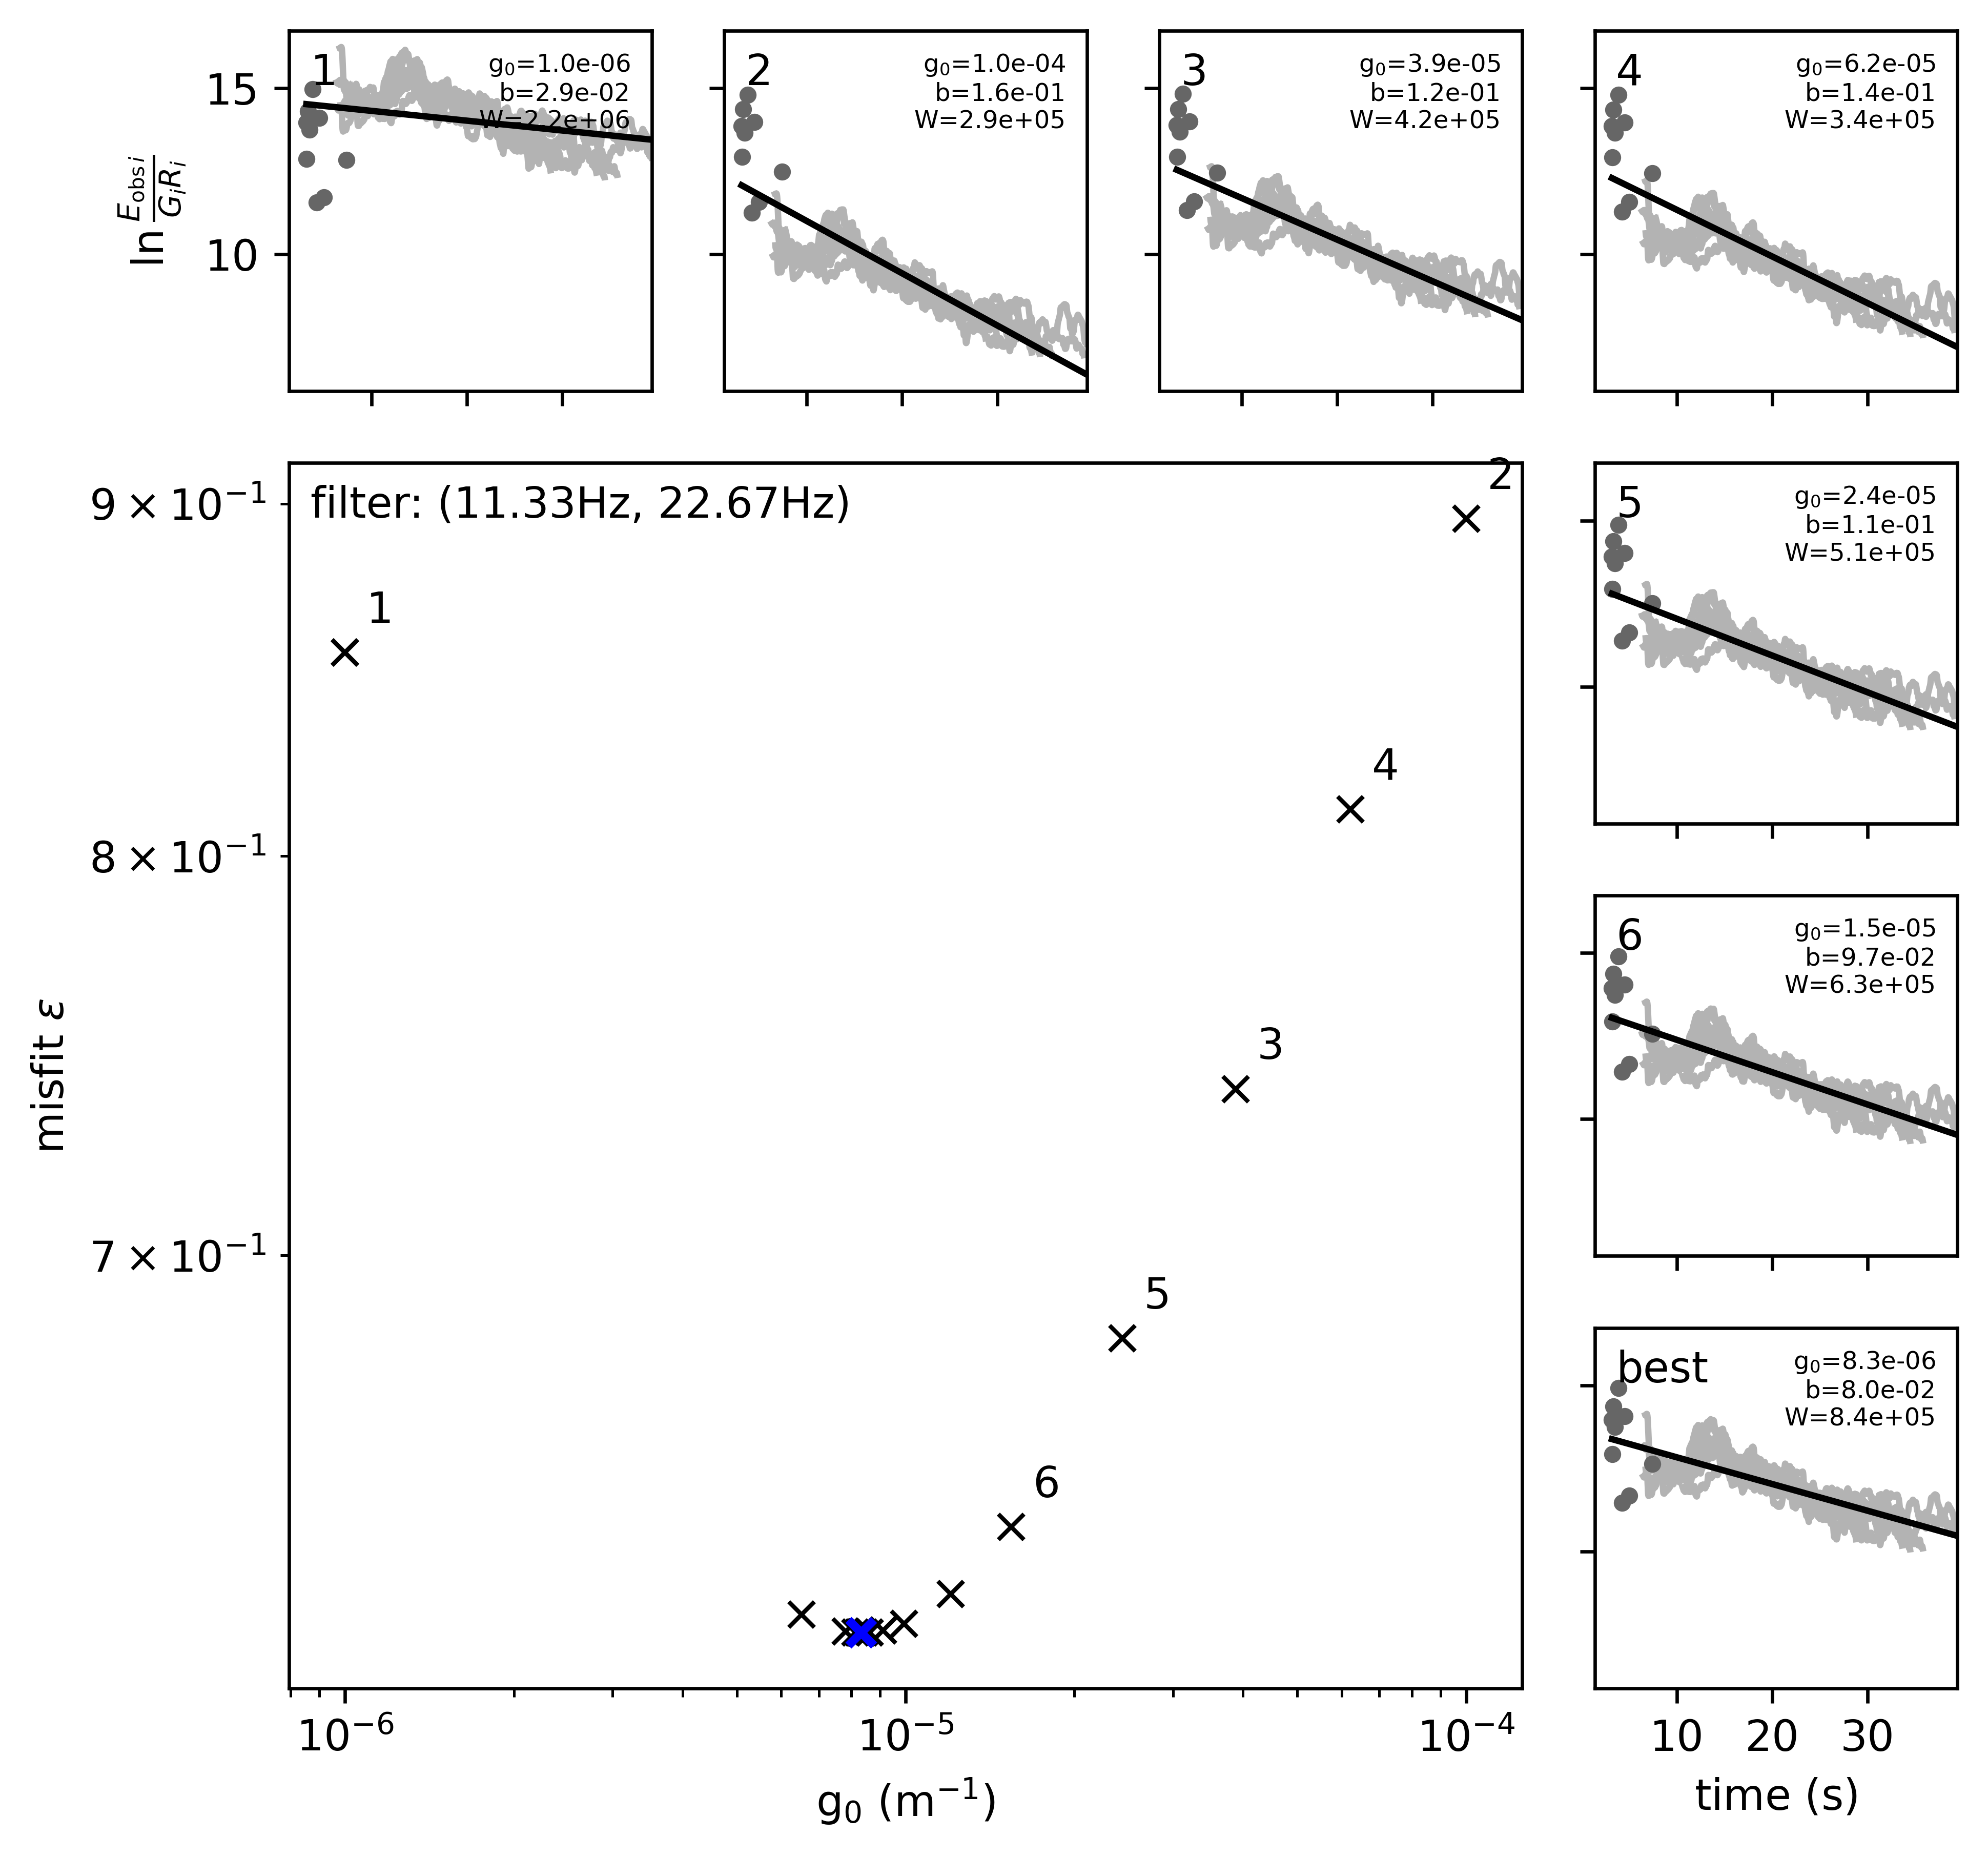 1
g₀=1.0e-06
b=2.9e-02
W=2.2e+06
2
g₀=1.0e-04
b=1.6e-01
W=2.9e+05
3
g₀=3.9e-05
b=1.2e-01
W=4.2e+05
4
g₀=6.2e-05
b=1.4e-01
W=3.4e+05
15
10
ln E_obs i / G_i R_i
filter: (11.33Hz, 22.67Hz)
9 × 10⁻¹
8 × 10⁻¹
7 × 10⁻¹
misfit ε
1
2
4
3
5
6
10⁻⁶
10⁻⁵
10⁻⁴
g₀ (m⁻¹)
5
g₀=2.4e-05
b=1.1e-01
W=5.1e+05
6
g₀=1.5e-05
b=9.7e-02
W=6.3e+05
best
g₀=8.3e-06
b=8.0e-02
W=8.4e+05
10 20 30
time (s)